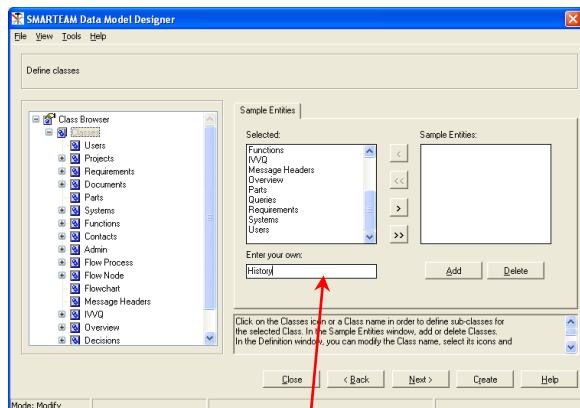 SMARTEAM Data Model Designer
File View Tools Help
Define classes
Class Browser
Classes
Users
Projects
Requirements
Documents
Parts
Systems
Functions
Contacts
Admin
Flow Process
Flow Node
Flowchart
Message Headers
IVVQ
Overview
Decisions
Sample Entities
Selected:
Functions
IVVQ
Message Headers
Overview
Parts
Queries
Requirements
Systems
Users
<
<<
>
>>
Sample Entities:
Enter your own:
History
Add Delete
Click on the Classes icon or a Class name in order to define sub-classes for
the selected Class. In the Sample Entities window, add or delete Classes.
In the Definition window, you can modify the Class name, select its icons and
Close < Back Next > Create Help
Mode: Modify